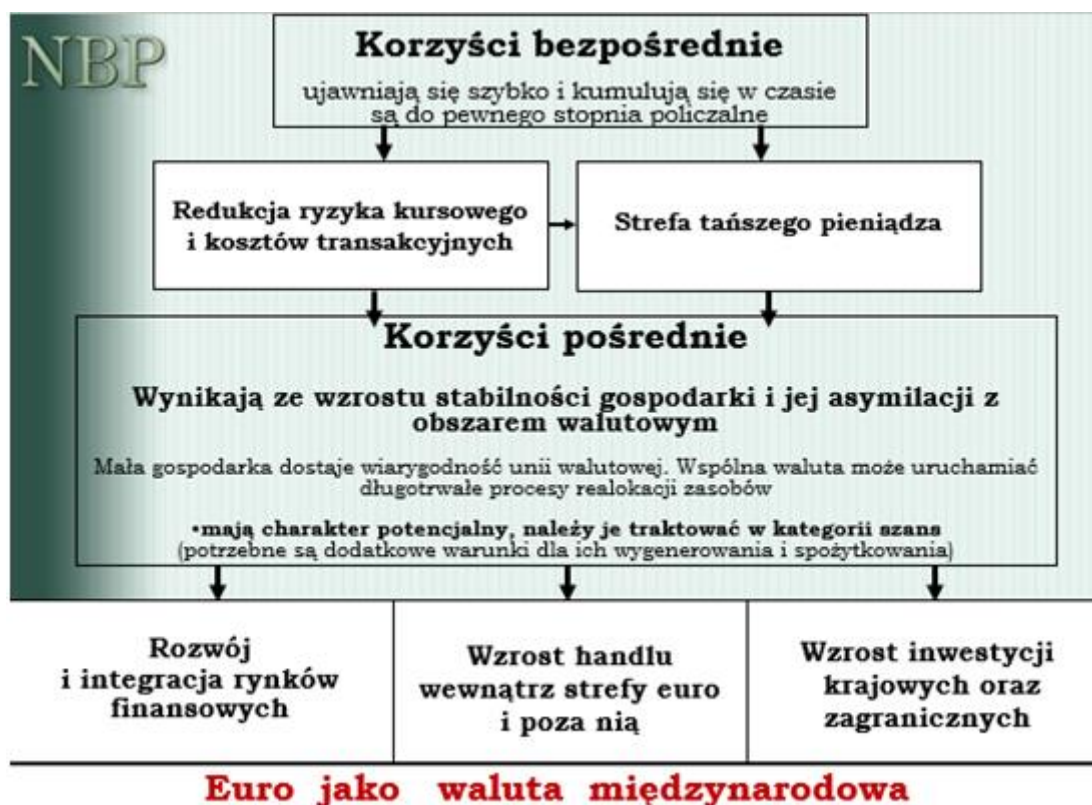 NBP
Korzyści bezpośrednie
ujawniają się szybko i kumulują się w czasie
są do pewnego stopnia policzalne
Redukcja ryzyka kursowego
i kosztów transakcyjnych
Strefa tańszego pieniądza
Korzyści pośrednie
Wynikają ze wzrostu stabilności gospodarki i jej asymilacji z
obszarem walutowym
Mała gospodarka dostaje wiarygodność unii walutowej. Wspólna waluta może uruchamiać
długotrwałe procesy realokacji zasobów
•mają charakter potencjalny, należy je traktować w kategorii szans
(potrzebne są dodatkowe warunki dla ich wygenerowania i spożytkowania)
Rozwój
i integracja rynków
finansowych
Wzrost handlu
wewnątrz strefy euro
i poza nią
Wzrost inwestycji
krajowych oraz
zagranicznych
Euro jako waluta międzynarodowa